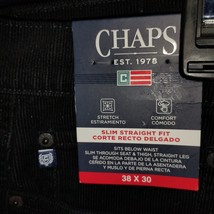 CHAPS
EST. 1978
STRETCH
ESTIRAMIENTO
COMFORT
CÓMODO
SLIM STRAIGHT FIT
CORTE RECTO DELGADO
SITS BELOW WAIST
SLIM THROUGH SEAT & THIGH, STRAIGHT LEG
SE ACOMODA DEBAJO DE LA CINTURA
CEÑIDO EN LA PARTE DE LA ASENTADERA
Y MUSLO Y DE PIERNA RECTA
38 X 30